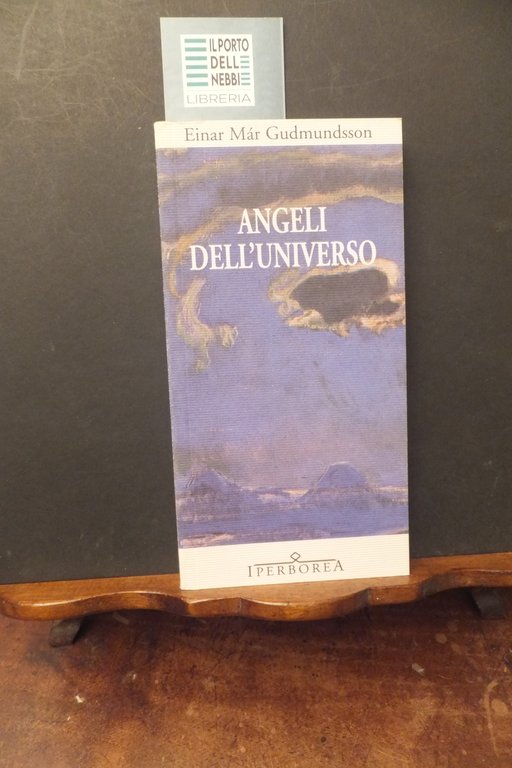 IL PORTO
DELLE
NEBBIE
LIBRERIA
Einar Már Gudmundsson
ANGELI
DELL'UNIVERSO
IPERBOREA